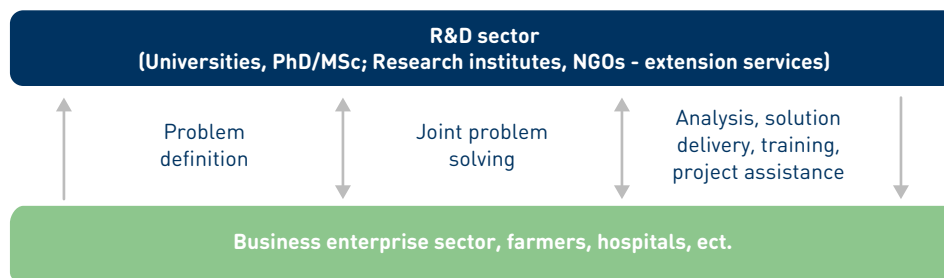 R&D sector
(Universities, PhD/MSc; Research institutes, NGOs - extension services)
Problem
definition
Joint problem
solving
Analysis, solution
delivery, training,
project assistance
Business enterprise sector, farmers, hospitals, ect.